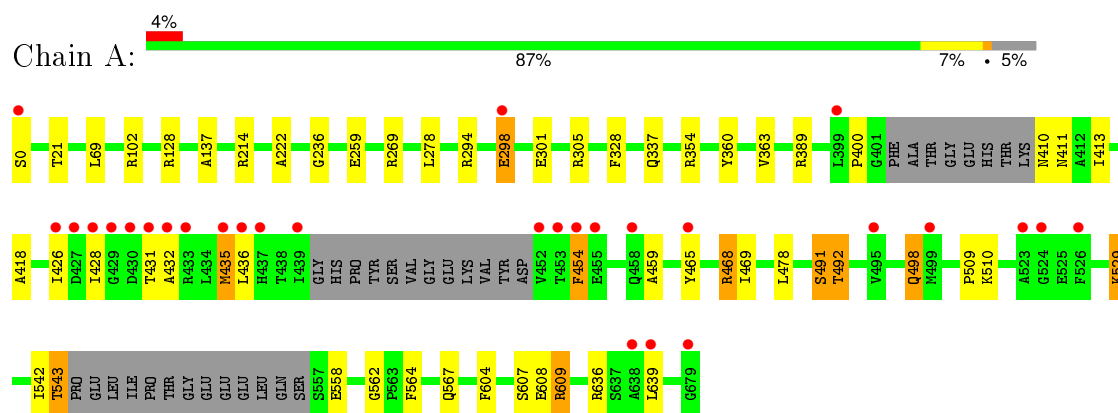 4%
Chain A:
87% 7% • 5%
S0 T21 L69 R102 R128 A137 R214 A222 G236 E259 R269 L278 R294 E298 E301 R305 F328 Q337 R354 Y360 V363 R389 L399 P400 G401 PHE ALA THR GLY GLU HIS THR LYS N410 N411 A412 I413
A418 I426 D427 I428 G429 D430 T431 A432 R433 L434 M435 L436 H437 T438 I439 GLY HIS PRO TYR SER VAL GLY GLU LYS VAL TYR ASP V452 T453 F454 E455 Q458 A459 Y465 R468 I469 L478 S491 T492 V495 Q498 M499 P509 K510 A523 G524 E525 F526 K529
I542 T543 PRO GLU LEU ILE PRO THR GLY GLU GLU GLU LEU GLN SER S557 E558 G562 P563 F564 Q567 F604 S607 E608 R609 R636 S637 A638 L639 G679